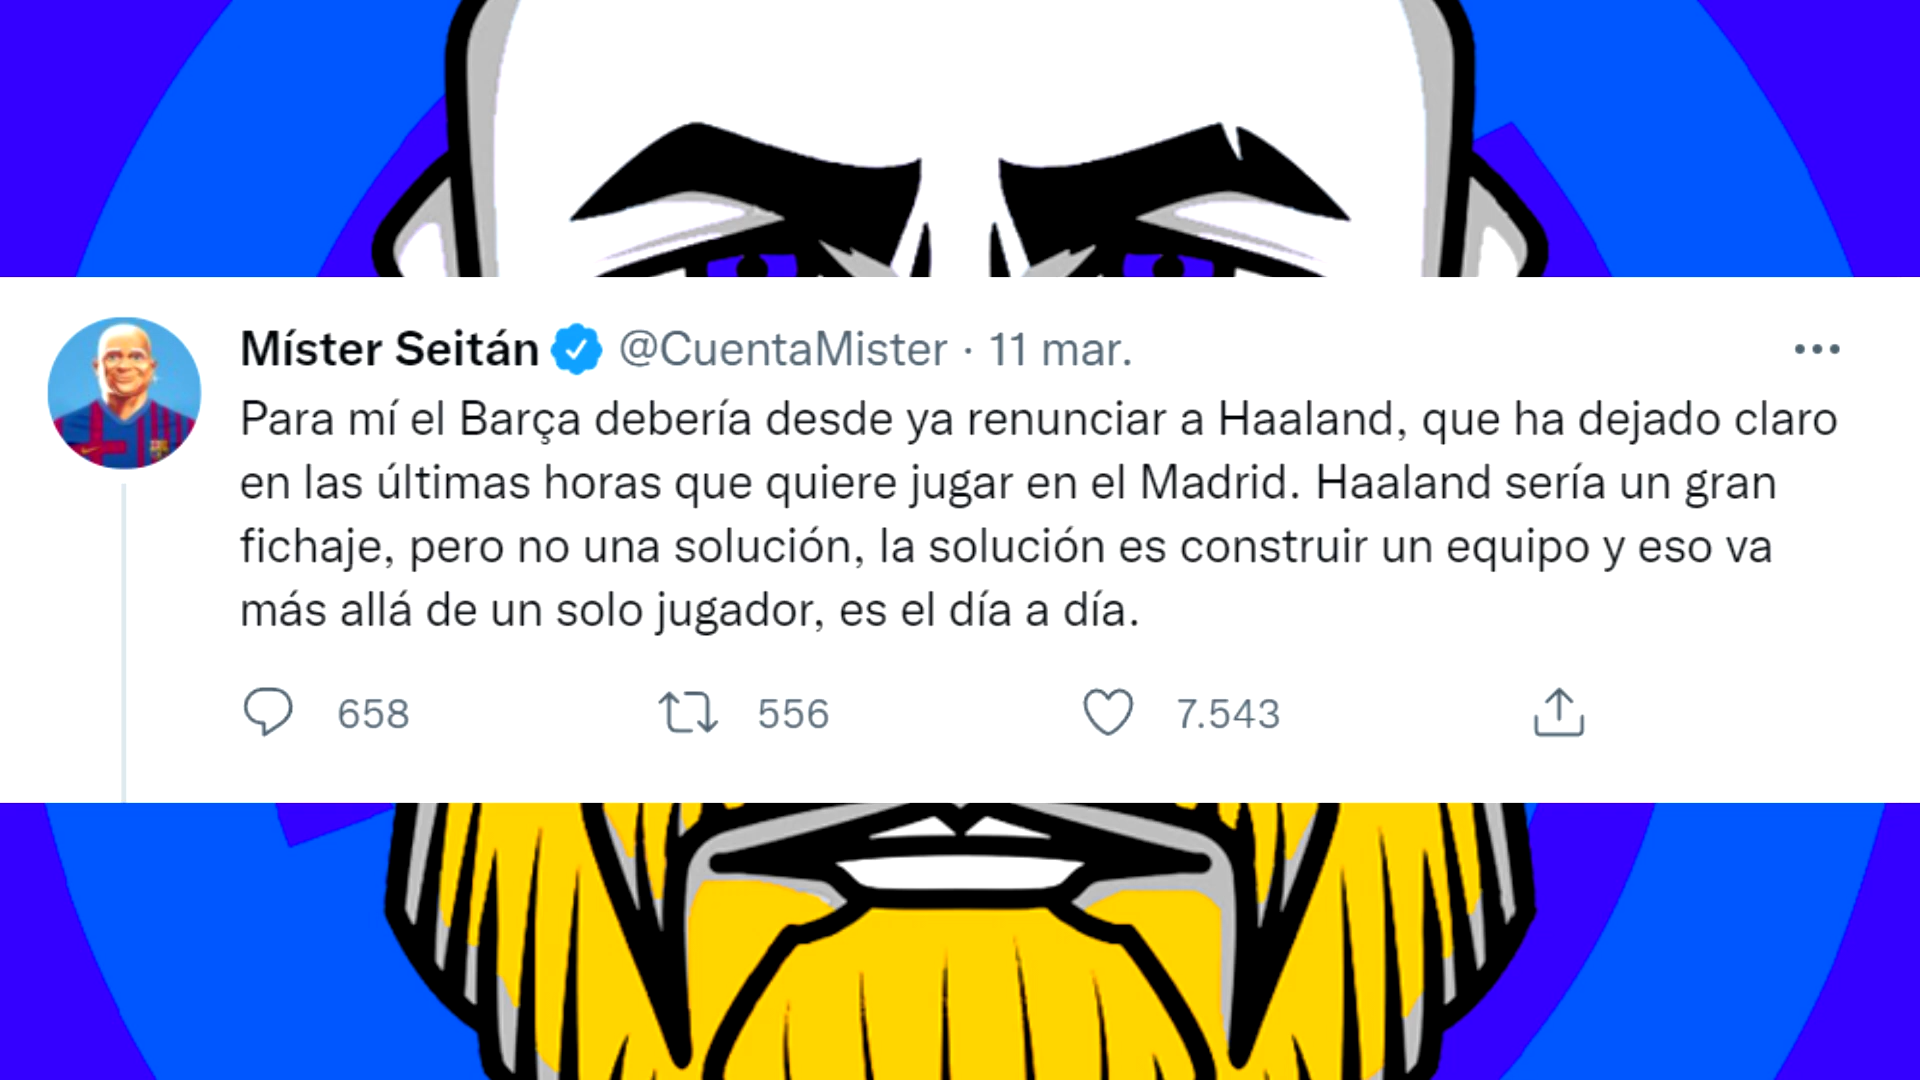 Míster Seitán @CuentaMister · 11 mar.
Para mí el Barça debería desde ya renunciar a Haaland, que ha dejado claro
en las últimas horas que quiere jugar en el Madrid. Haaland sería un gran
fichaje, pero no una solución, la solución es construir un equipo y eso va
más allá de un solo jugador, es el día a día.
658 556 7.543